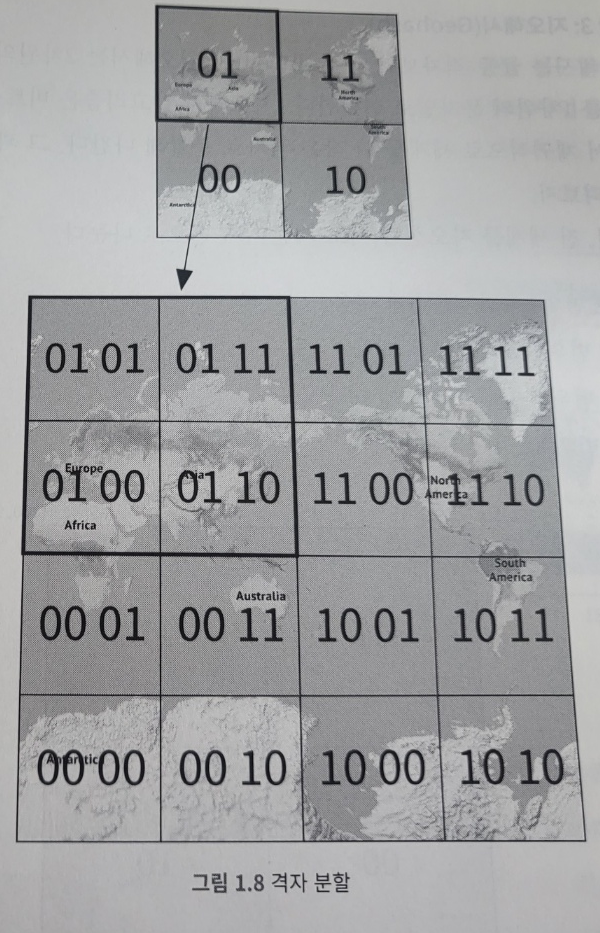 01 11
Europe Asia North
America
Africa
Australia South
America
00 10
Antarctica
01 01 01 11 11 01 11 11
Europe Asia North
America
01 00 01 10 11 00 11 10
Africa
South
America
Australia
00 01 00 11 10 01 10 11
Antarctica
00 00 00 10 10 00 10 10
그림 1.8 격자 분할